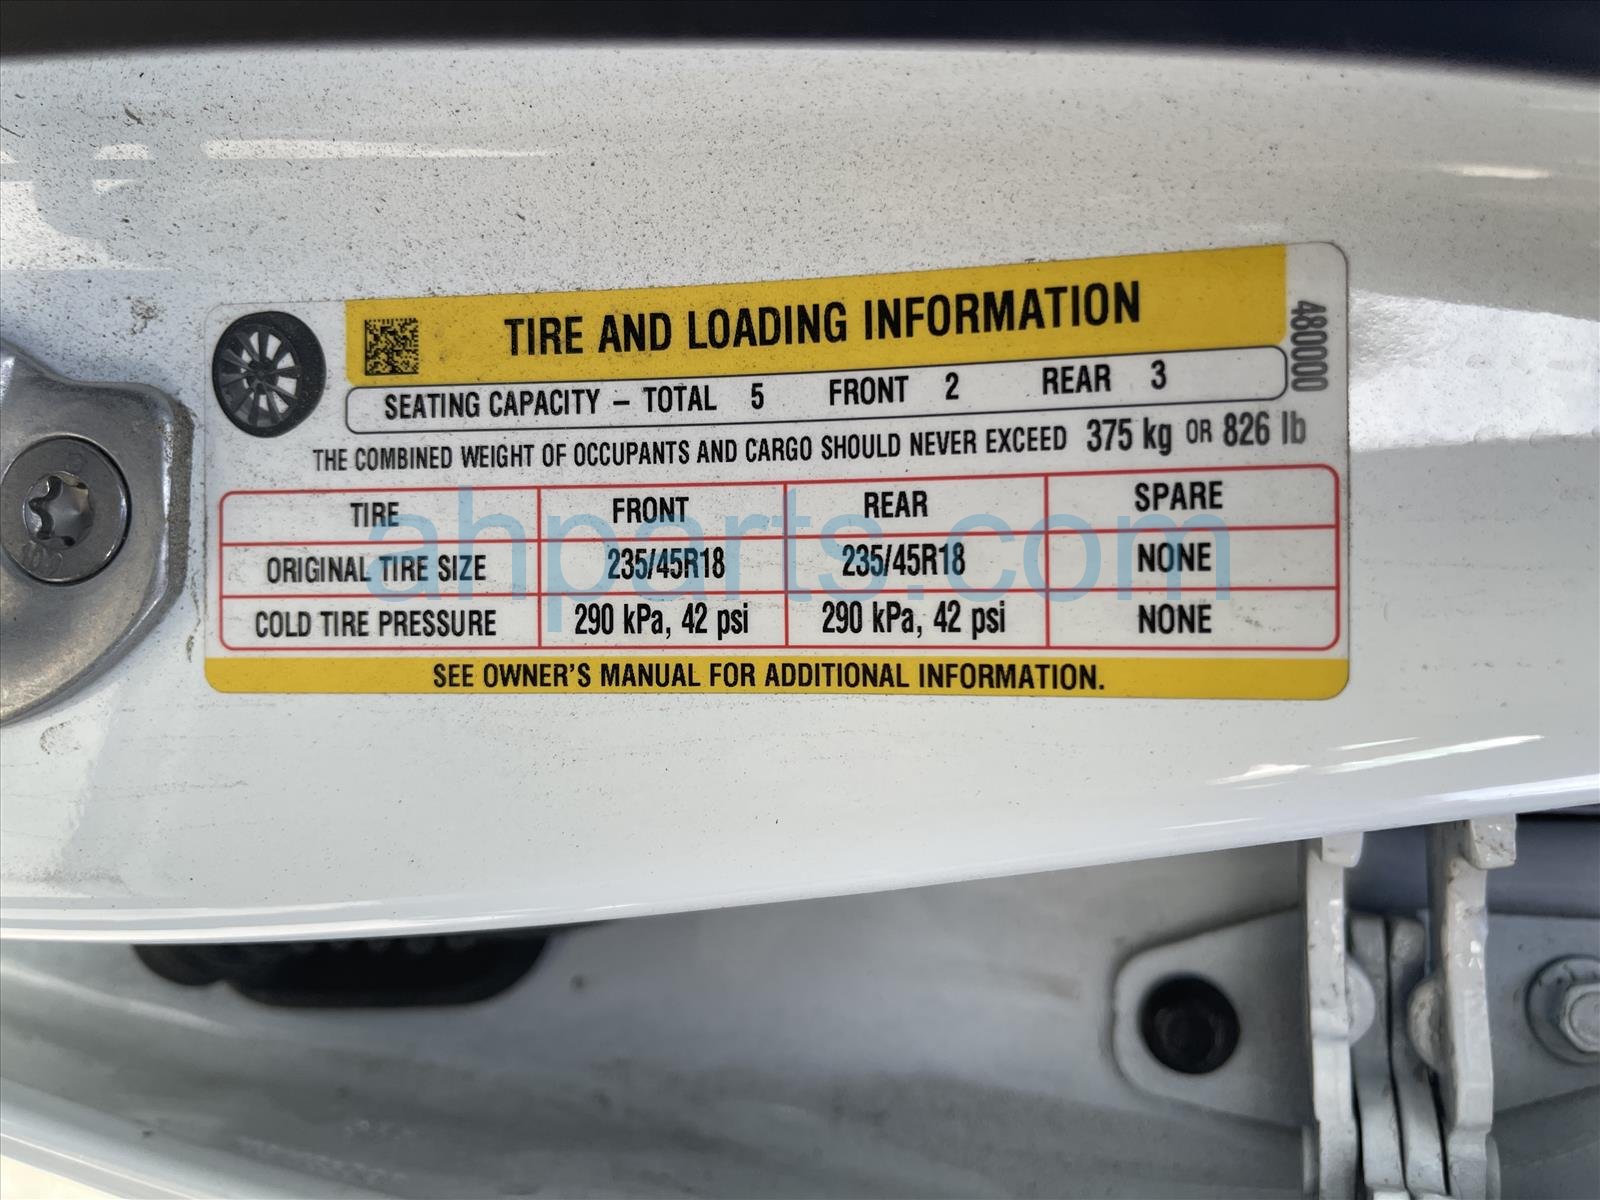 TIRE AND LOADING INFORMATION
480000
SEATING CAPACITY – TOTAL 5 FRONT 2 REAR 3
THE COMBINED WEIGHT OF OCCUPANTS AND CARGO SHOULD NEVER EXCEED 375 kg OR 826 lb
TIRE FRONT REAR SPARE
ORIGINAL TIRE SIZE 235/45R18 235/45R18 NONE
COLD TIRE PRESSURE 290 kPa, 42 psi 290 kPa, 42 psi NONE
SEE OWNER'S MANUAL FOR ADDITIONAL INFORMATION.
ahparts.com